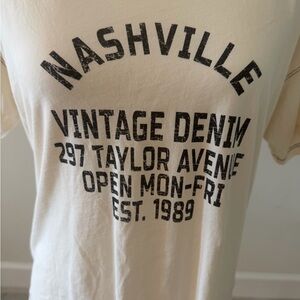 NASHVILLE
VINTAGE DENIM
297 TAYLOR AVENUE
OPEN MON-FRI
EST. 1989